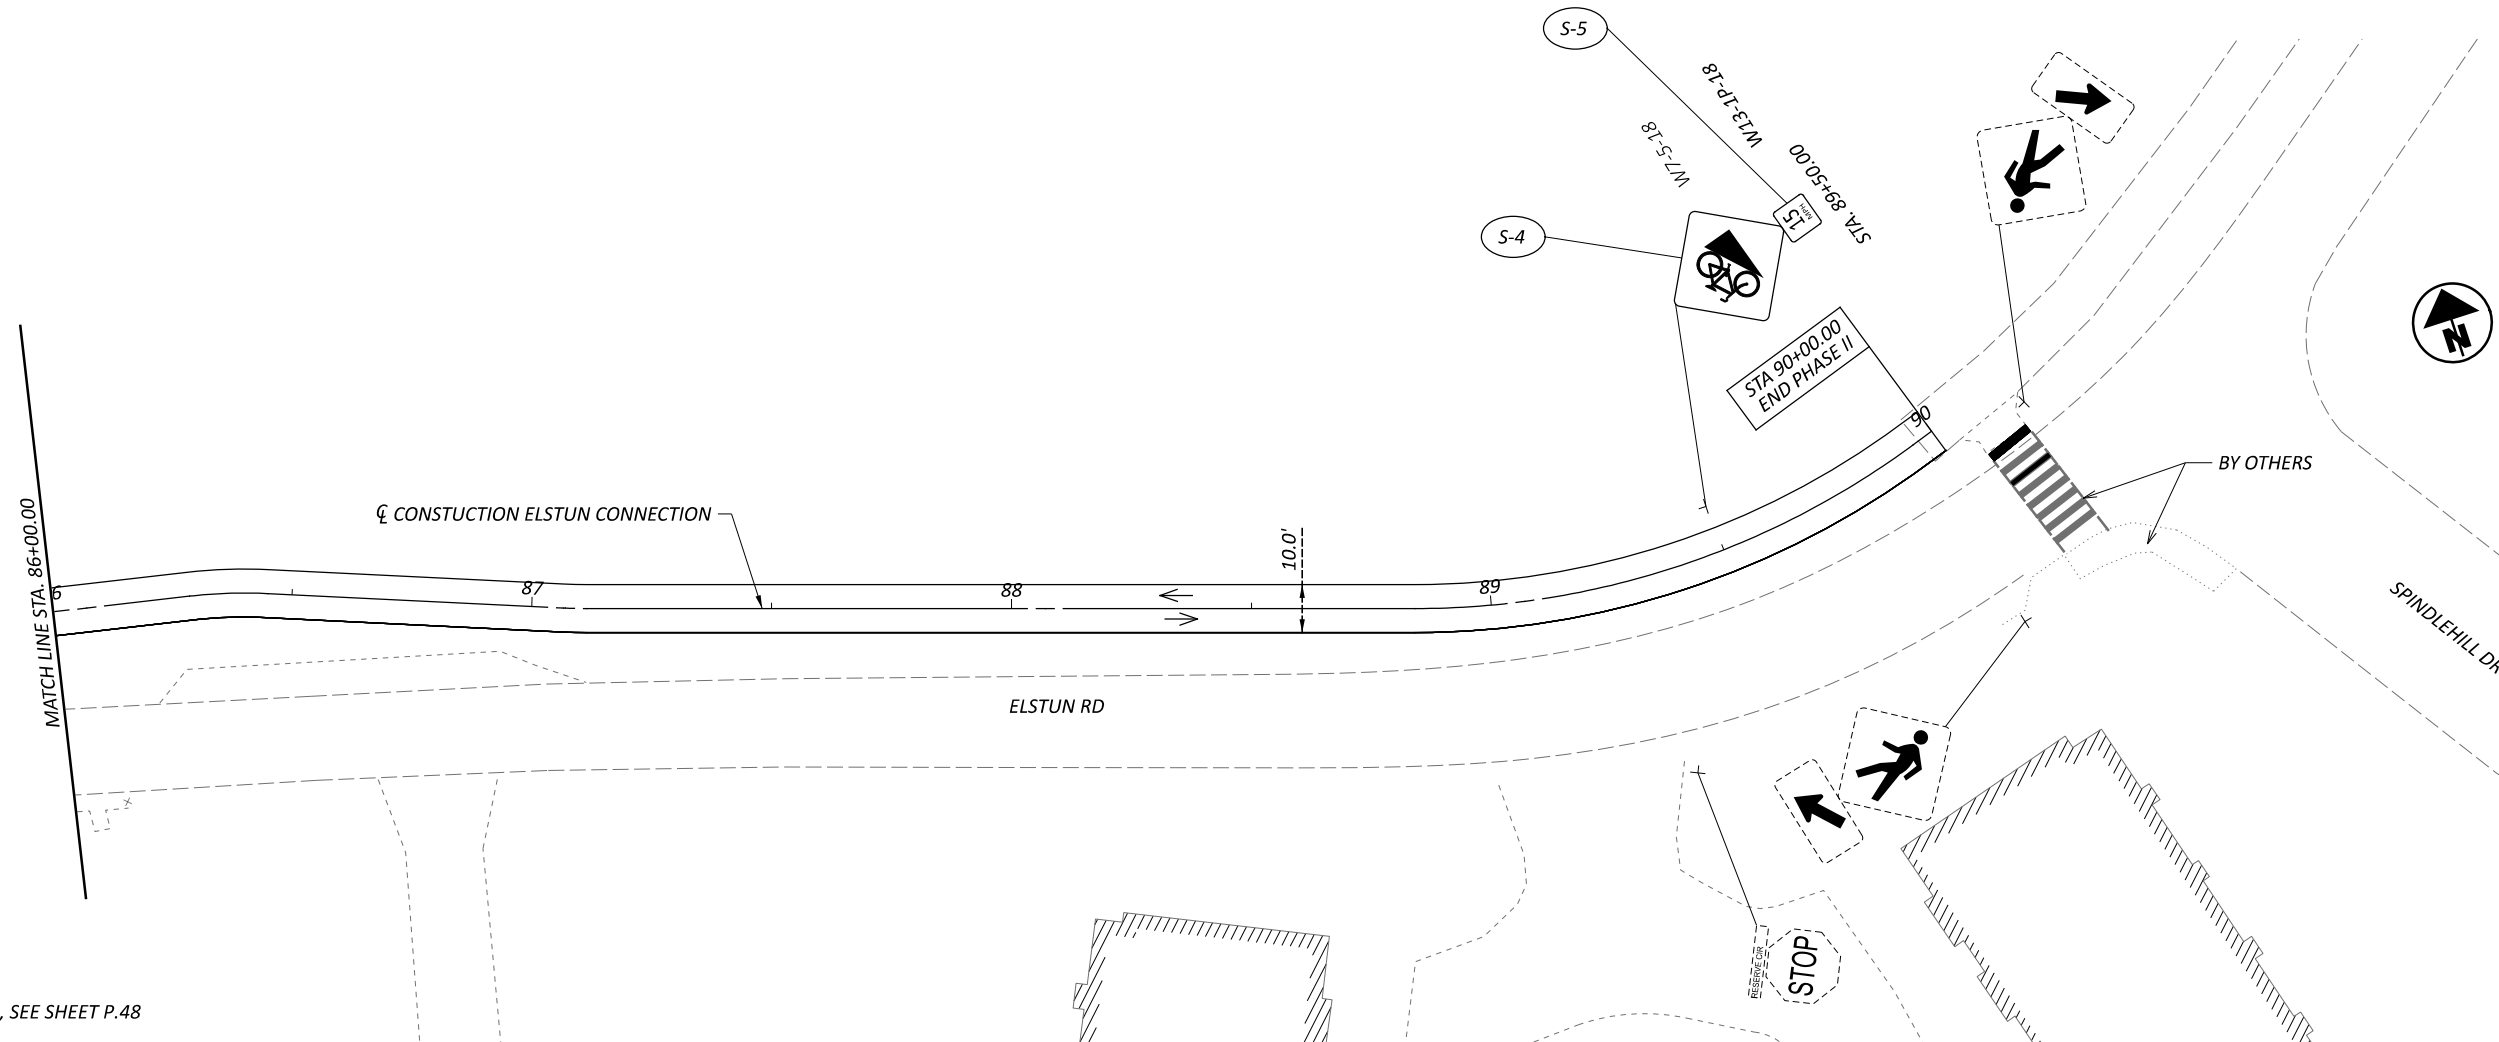 S-5
W13-1P-18
W7-5-18
STA. 89+50.00
15
MPH
S-4
STA 90+00.00
END PHASE II
N
90
BY OTHERS
MATCH LINE STA. 86+00.00
℄ CONSTUCTION ELSTUN CONNECTION
10.0'
6
87
88
89
ELSTUN RD
SPINDLEHILL DR
STOP
RESERVE CIR
, SEE SHEET P.48